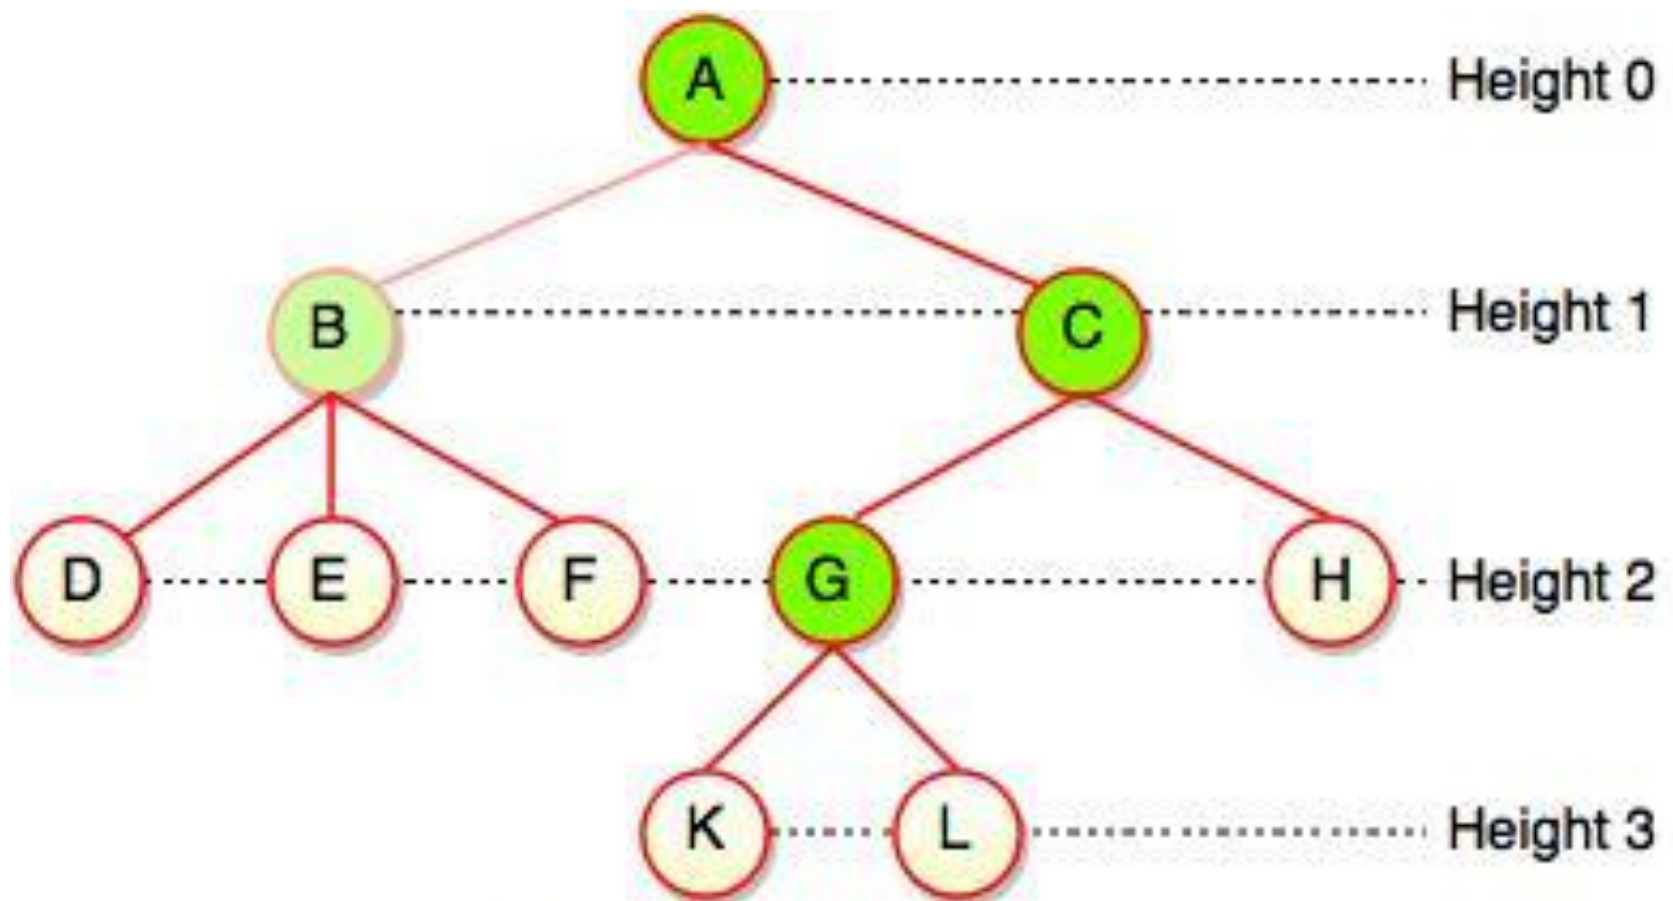 A Height 0
B C Height 1
D E F G H Height 2
K L Height 3